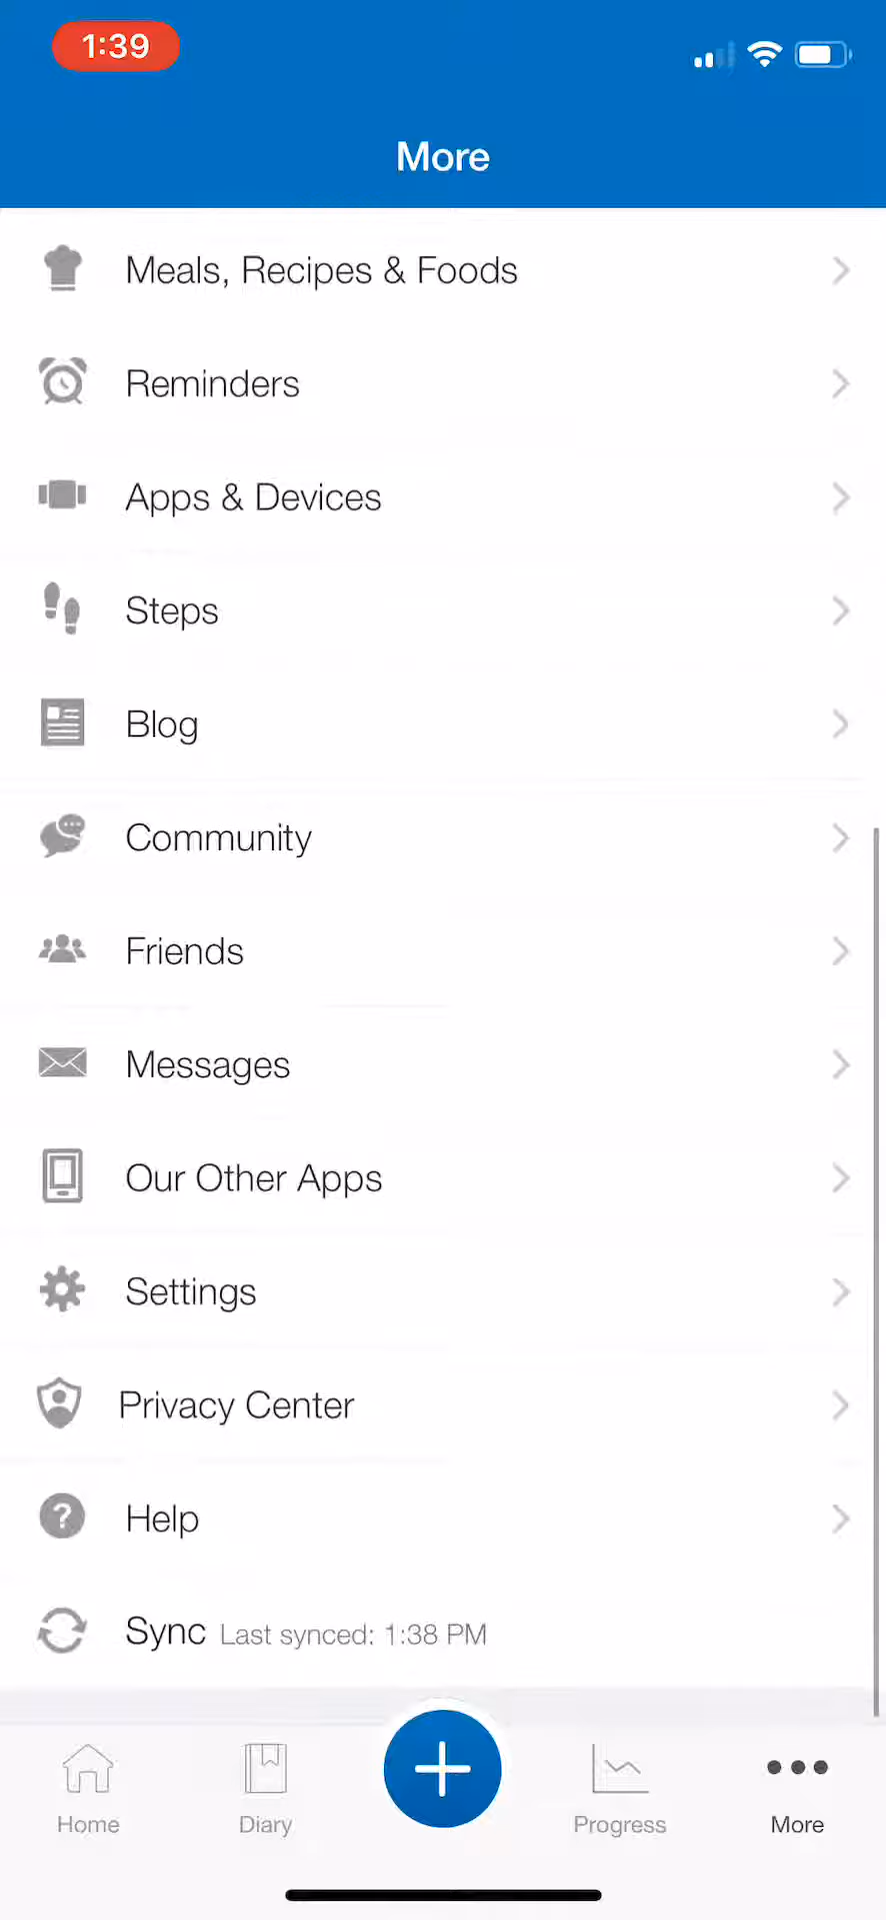 1:39
More
Meals, Recipes & Foods
Reminders
Apps & Devices
Steps
Blog
Community
Friends
Messages
Our Other Apps
Settings
Privacy Center
Help
Sync Last synced: 1:38 PM
Home Diary Progress More